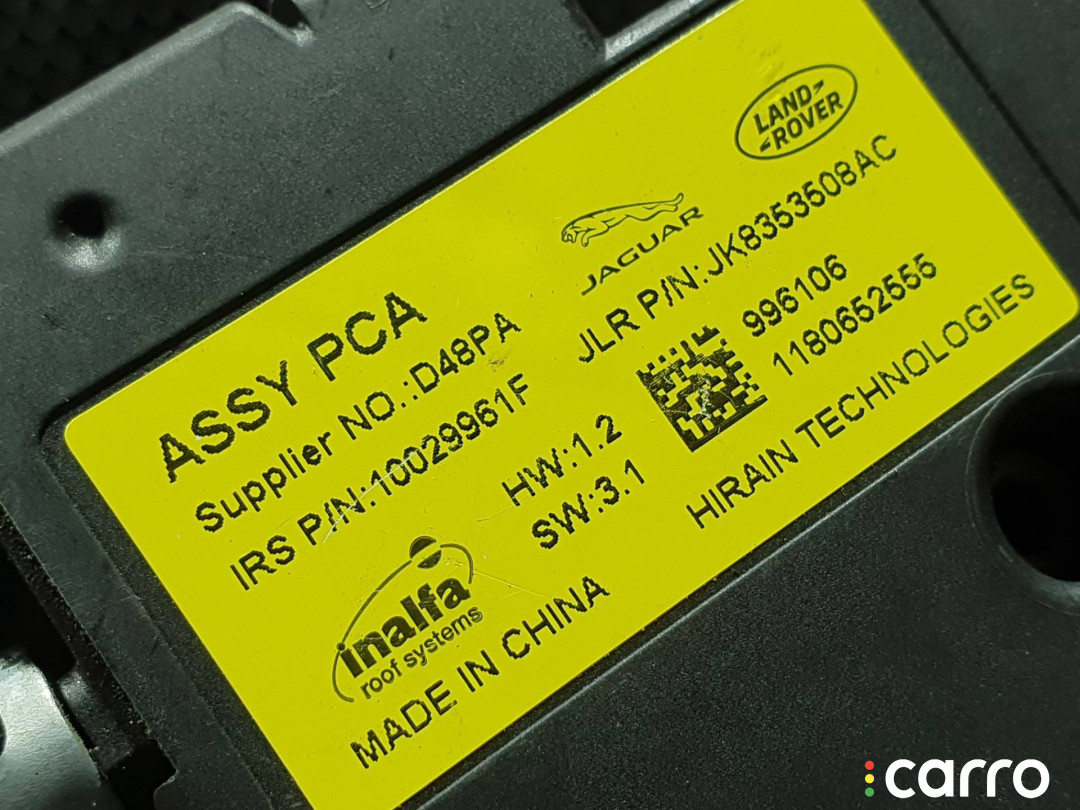 LAND
ROVER
JAGUAR
ASSY PCA
JLR P/N:JK8353508AC
Supplier NO.:D48PA
996106
IRS P/N:10029961F
1180652555
HW:1.2
SW:3.1
HIRAIN TECHNOLOGIES
inalfa
roof systems
MADE IN CHINA
carro